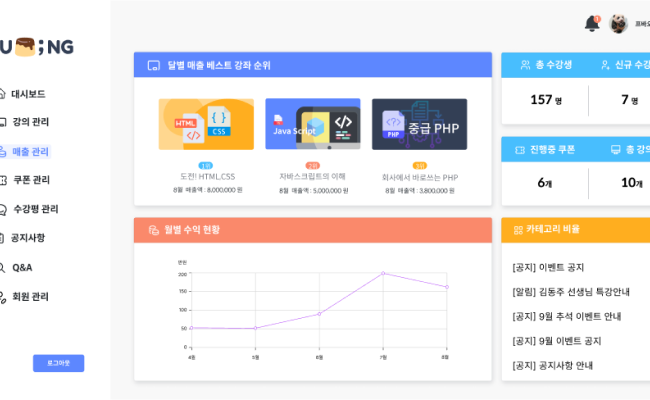 U ;NG
프바오
대시보드
강의 관리
매출 관리
쿠폰 관리
수강평 관리
공지사항
Q&A
회원 관리
로그아웃
달별 매출 베스트 강좌 순위
HTML
{ }
CSS
Java Script
</>
PHP
</>
중급 PHP
1위
도전! HTML,CSS
8월 매출액 : 8,000,000 원
2위
자바스크립트의 이해
8월 매출액 : 5,000,000 원
3위
회사에서 바로쓰는 PHP
8월 매출액 : 3,800,000 원
총 수강생
신규 수강
157 명
7 명
진행중 쿠폰
총 강의
6개
10개
월별 수익 현황
만원
200
150
100
50
0
4월
5월
6월
7월
8월
카테고리 비율
[공지] 이벤트 공지
[알림] 김동주 선생님 특강안내
[공지] 9월 추석 이벤트 안내
[공지] 9월 이벤트 공지
[공지] 공지사항 안내